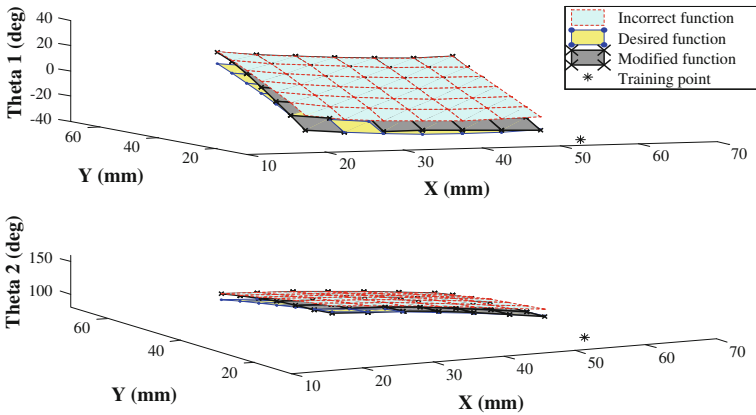 40
20
0
-20
-40
Theta 1 (deg)
60
40
20
Y (mm)
10
20
30
40
50
60
70
X (mm)
Incorrect function
Desired function
Modified function
Training point
150
100
Theta 2 (deg)
60
40
20
Y (mm)
10
20
30
40
50
60
70
X (mm)